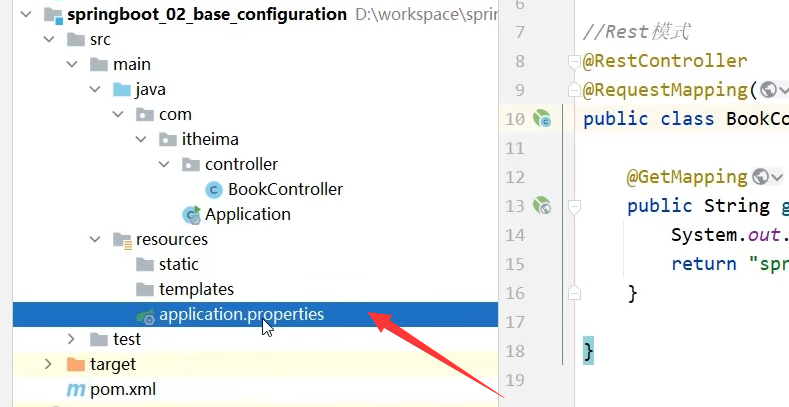 springboot_02_base_configuration D:\workspace\sprin
src
main
java
com
itheima
controller
BookController
Application
resources
static
templates
application.properties
test
target
pom.xml
6
7 //Rest模式
8 @RestController
9 @RequestMapping(
10 public class BookCo
11
12 @GetMapping
13 public String g
14 System.out.
15 return "spr
16 }
17
18 }
19